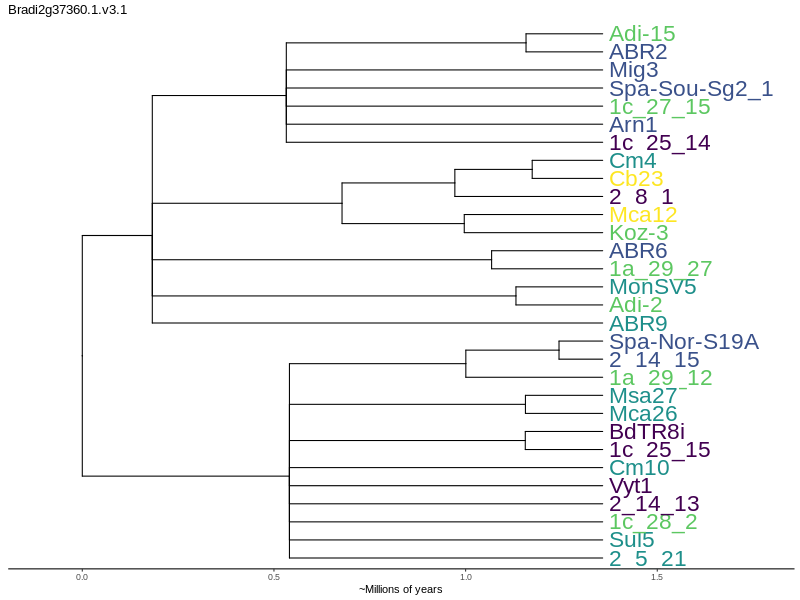 Bradi2g37360.1.v3.1
Adi-15
ABR2
Mig3
Spa-Sou-Sg2_1
1c_27_15
Arn1
1c_25_14
Cm4
Cb23
2_8_1
Mca12
Koz-3
ABR6
1a_29_27
MonSV5
Adi-2
ABR9
Spa-Nor-S19A
2_14_15
1a_29_12
Msa27
Mca26
BdTR8i
1c_25_15
Cm10
Vyt1
2_14_13
1c_28_2
Sul5
2_5_21
0.0 0.5 1.0 1.5
~Millions of years